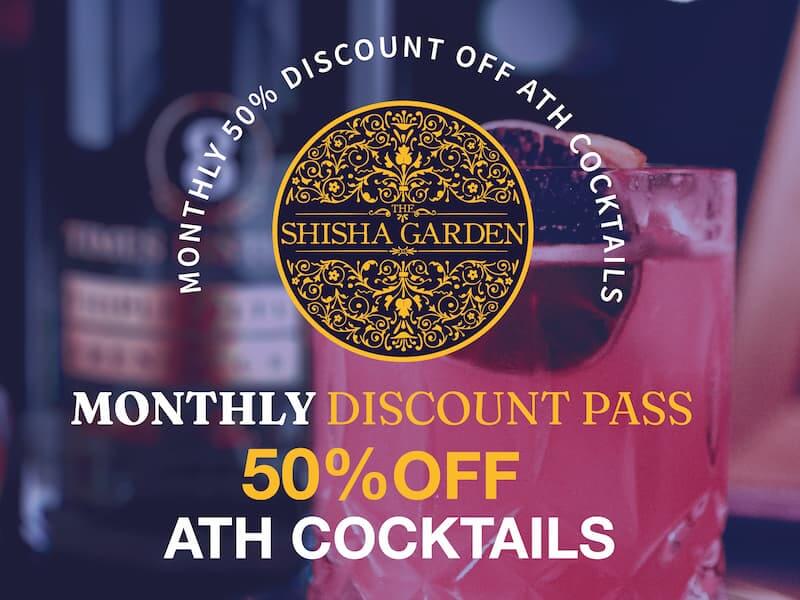 MONTHLY 50% DISCOUNT OFF ATH COCKTAILS
THE
SHISHA GARDEN
MONTHLY DISCOUNT PASS
50%OFF
ATH COCKTAILS